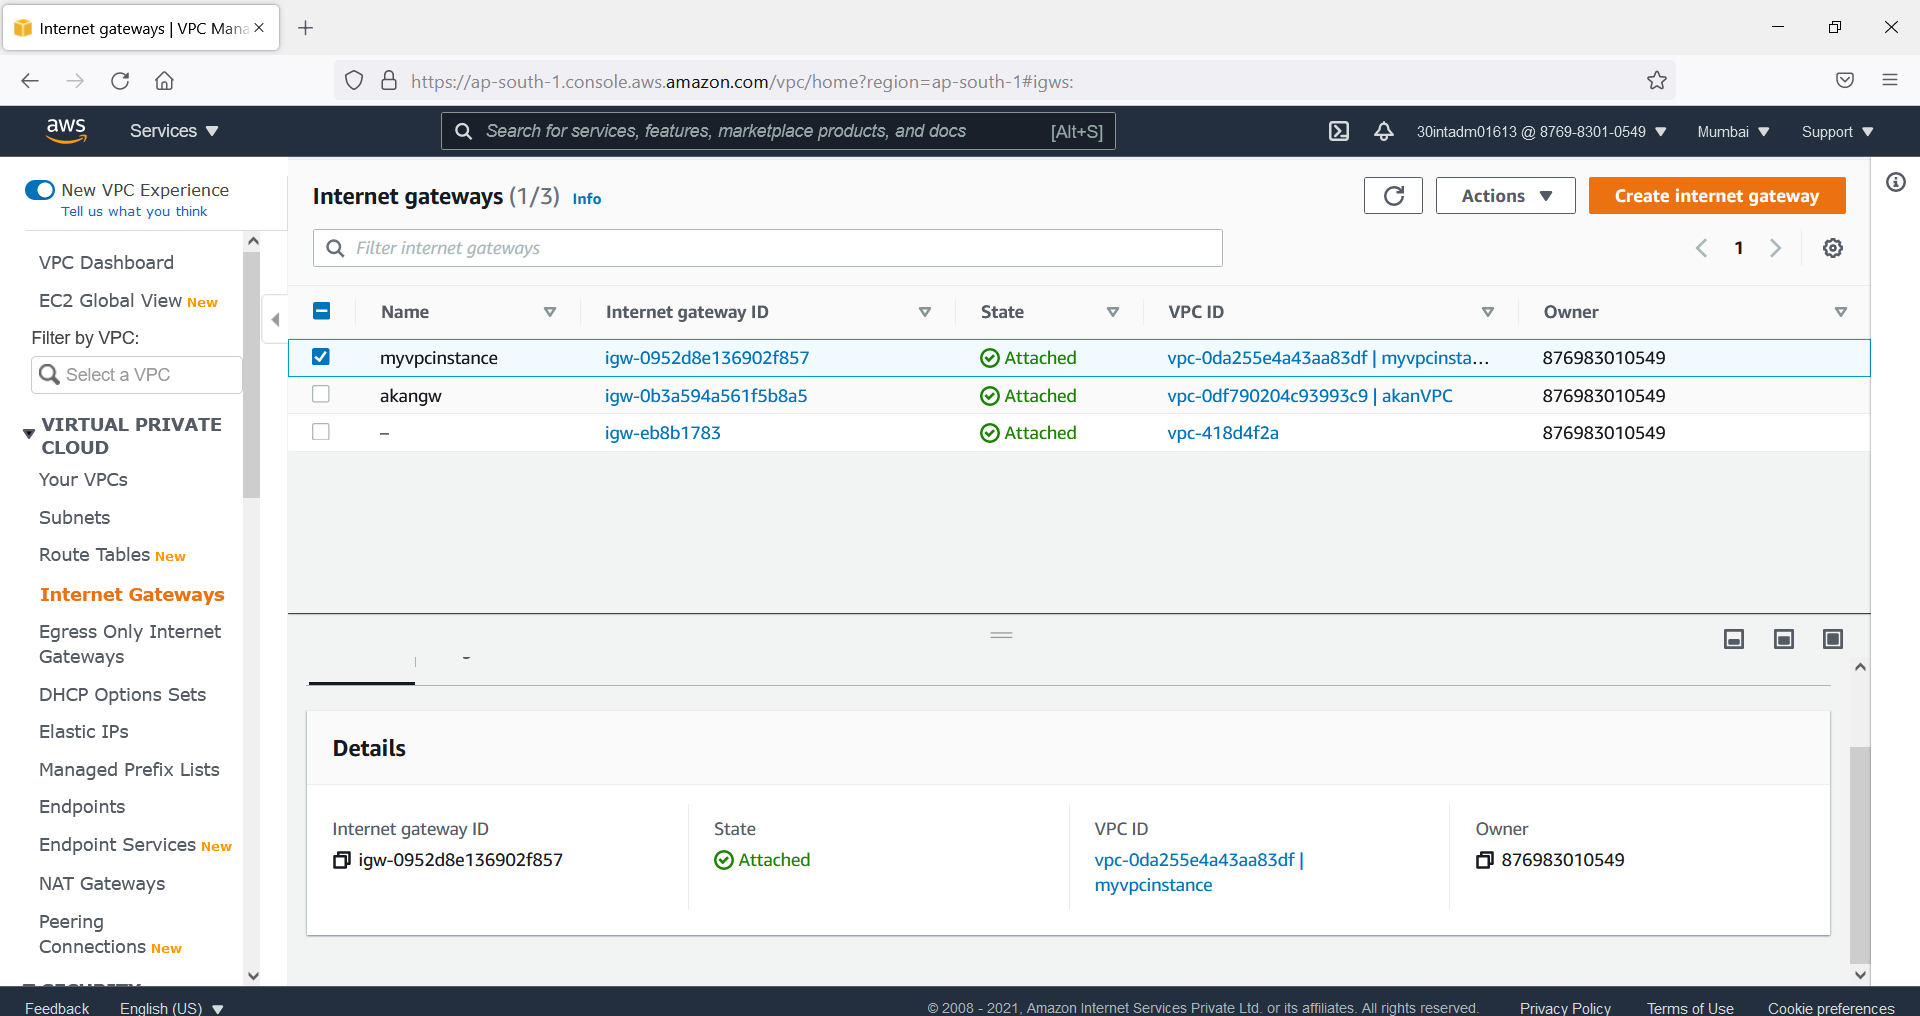 Internet gateways | VPC Mana
https://ap-south-1.console.aws.amazon.com/vpc/home?region=ap-south-1#igws:
aws
Services
Search for services, features, marketplace products, and docs
[Alt+S]
30intadm01613 @ 8769-8301-0549
Mumbai
Support
New VPC Experience
Tell us what you think
VPC Dashboard
EC2 Global View New
Filter by VPC:
Select a VPC
VIRTUAL PRIVATE
CLOUD
Your VPCs
Subnets
Route Tables New
Internet Gateways
Egress Only Internet
Gateways
DHCP Options Sets
Elastic IPs
Managed Prefix Lists
Endpoints
Endpoint Services New
NAT Gateways
Peering
Connections New
Internet gateways (1/3) Info
Actions
Create internet gateway
Filter internet gateways
1
Name Internet gateway ID State VPC ID Owner
myvpcinstance igw-0952d8e136902f857 Attached vpc-0da255e4a43aa83df | myvpcinsta... 876983010549
akangw igw-0b3a594a561f5b8a5 Attached vpc-0df790204c93993c9 | akanVPC 876983010549
– igw-eb8b1783 Attached vpc-418d4f2a 876983010549
Details
Internet gateway ID State VPC ID Owner
igw-0952d8e136902f857 Attached vpc-0da255e4a43aa83df | 876983010549
myvpcinstance
Feedback English (US) © 2008 - 2021, Amazon Internet Services Private Ltd. or its affiliates. All rights reserved. Privacy Policy Terms of Use Cookie preferences